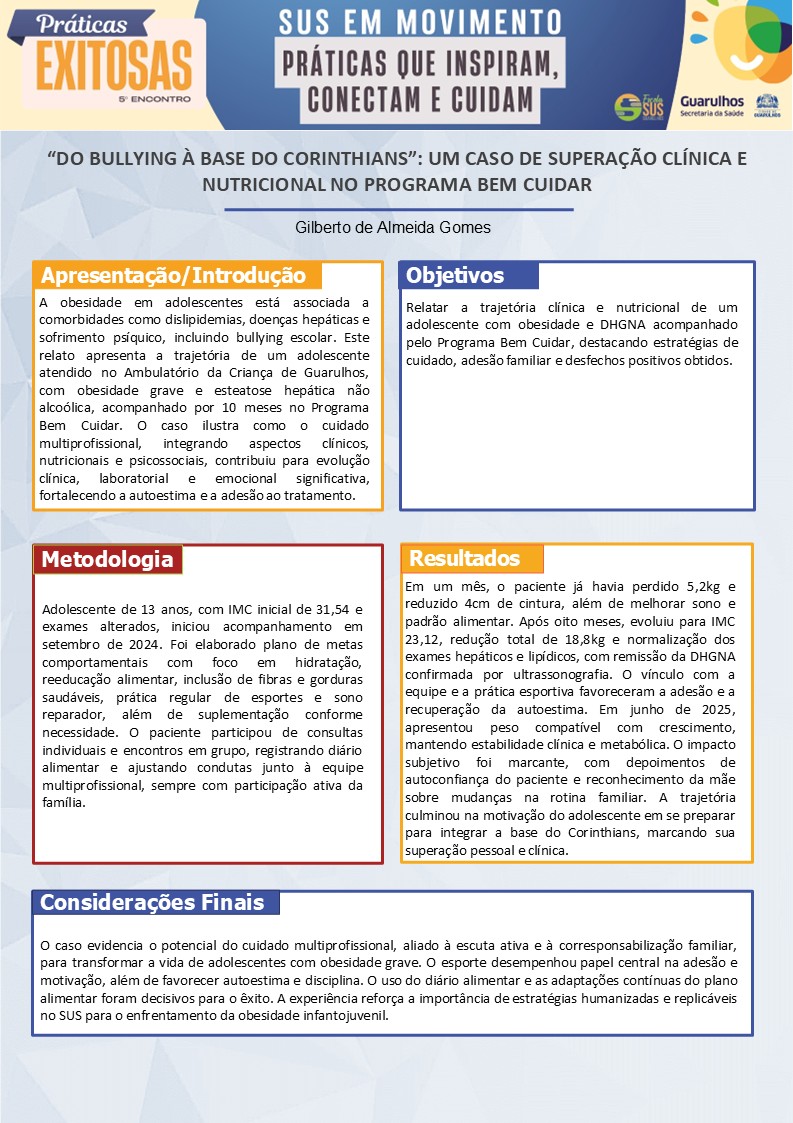 Práticas
EXITOSAS
5º ENCONTRO
SUS EM MOVIMENTO
PRÁTICAS QUE INSPIRAM,
CONECTAM E CUIDAM
Escola
SUS
Guarulhos
Secretaria da Saúde
GUARULHOS
“DO BULLYING À BASE DO CORINTHIANS”: UM CASO DE SUPERAÇÃO CLÍNICA E
NUTRICIONAL NO PROGRAMA BEM CUIDAR
Gilberto de Almeida Gomes
Apresentação/Introdução
A obesidade em adolescentes está associada a
comorbidades como dislipidemias, doenças hepáticas e
sofrimento psíquico, incluindo bullying escolar. Este
relato apresenta a trajetória de um adolescente
atendido no Ambulatório da Criança de Guarulhos,
com obesidade grave e esteatose hepática não
alcoólica, acompanhado por 10 meses no Programa
Bem Cuidar. O caso ilustra como o cuidado
multiprofissional, integrando aspectos clínicos,
nutricionais e psicossociais, contribuiu para evolução
clínica, laboratorial e emocional significativa,
fortalecendo a autoestima e a adesão ao tratamento.
Objetivos
Relatar a trajetória clínica e nutricional de um
adolescente com obesidade e DHGNA acompanhado
pelo Programa Bem Cuidar, destacando estratégias de
cuidado, adesão familiar e desfechos positivos obtidos.
Metodologia
Adolescente de 13 anos, com IMC inicial de 31,54 e
exames alterados, iniciou acompanhamento em
setembro de 2024. Foi elaborado plano de metas
comportamentais com foco em hidratação,
reeducação alimentar, inclusão de fibras e gorduras
saudáveis, prática regular de esportes e sono
reparador, além de suplementação conforme
necessidade. O paciente participou de consultas
individuais e encontros em grupo, registrando diário
alimentar e ajustando condutas junto à equipe
multiprofissional, sempre com participação ativa da
família.
Resultados
Em um mês, o paciente já havia perdido 5,2kg e
reduzido 4cm de cintura, além de melhorar sono e
padrão alimentar. Após oito meses, evoluiu para IMC
23,12, redução total de 18,8kg e normalização dos
exames hepáticos e lipídicos, com remissão da DHGNA
confirmada por ultrassonografia. O vínculo com a
equipe e a prática esportiva favoreceram a adesão e a
recuperação da autoestima. Em junho de 2025,
apresentou peso compatível com crescimento,
mantendo estabilidade clínica e metabólica. O impacto
subjetivo foi marcante, com depoimentos de
autoconfiança do paciente e reconhecimento da mãe
sobre mudanças na rotina familiar. A trajetória
culminou na motivação do adolescente em se preparar
para integrar a base do Corinthians, marcando sua
superação pessoal e clínica.
Considerações Finais
O caso evidencia o potencial do cuidado multiprofissional, aliado à escuta ativa e à corresponsabilização familiar,
para transformar a vida de adolescentes com obesidade grave. O esporte desempenhou papel central na adesão e
motivação, além de favorecer autoestima e disciplina. O uso do diário alimentar e as adaptações contínuas do plano
alimentar foram decisivos para o êxito. A experiência reforça a importância de estratégias humanizadas e replicáveis
no SUS para o enfrentamento da obesidade infantojuvenil.